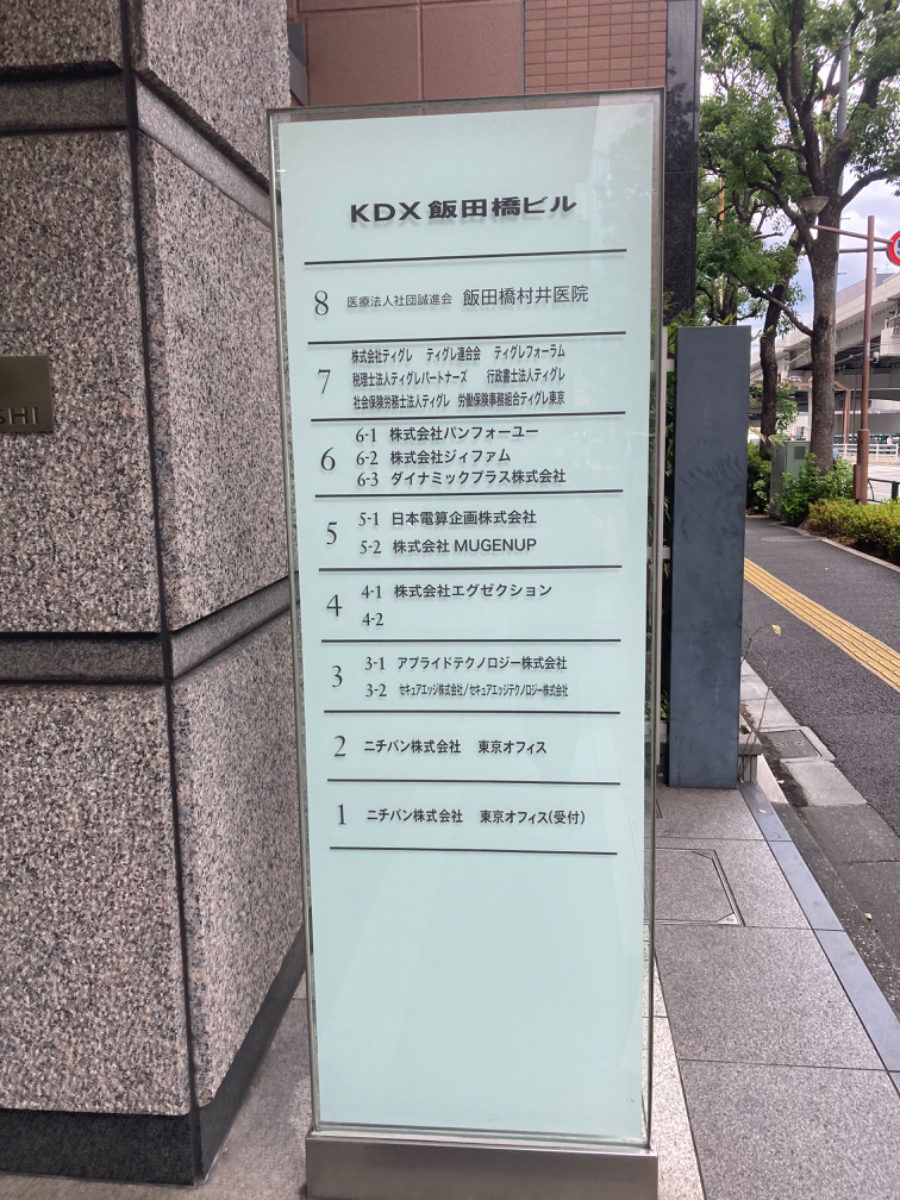 KDX 飯田橋ビル
8 医療法人社団誠進会 飯田橋村井医院
7 株式会社ティグレ ティグレ連合会 ティグレフォーラム
税理士法人ティグレパートナーズ 行政書士法人ティグレ
社会保険労務士法人ティグレ 労働保険事務組合ティグレ東京
6 6-1 株式会社パンフォーユー
6-2 株式会社ジィファム
6-3 ダイナミックプラス株式会社
5 5-1 日本電算企画株式会社
5-2 株式会社 MUGENUP
4 4-1 株式会社エグゼクション
4-2
3 3-1 アプライドテクノロジー株式会社
3-2 セキュアエッジ株式会社/セキュアエッジテクノロジー株式会社
2 ニチバン株式会社 東京オフィス
1 ニチバン株式会社 東京オフィス(受付)
SHI